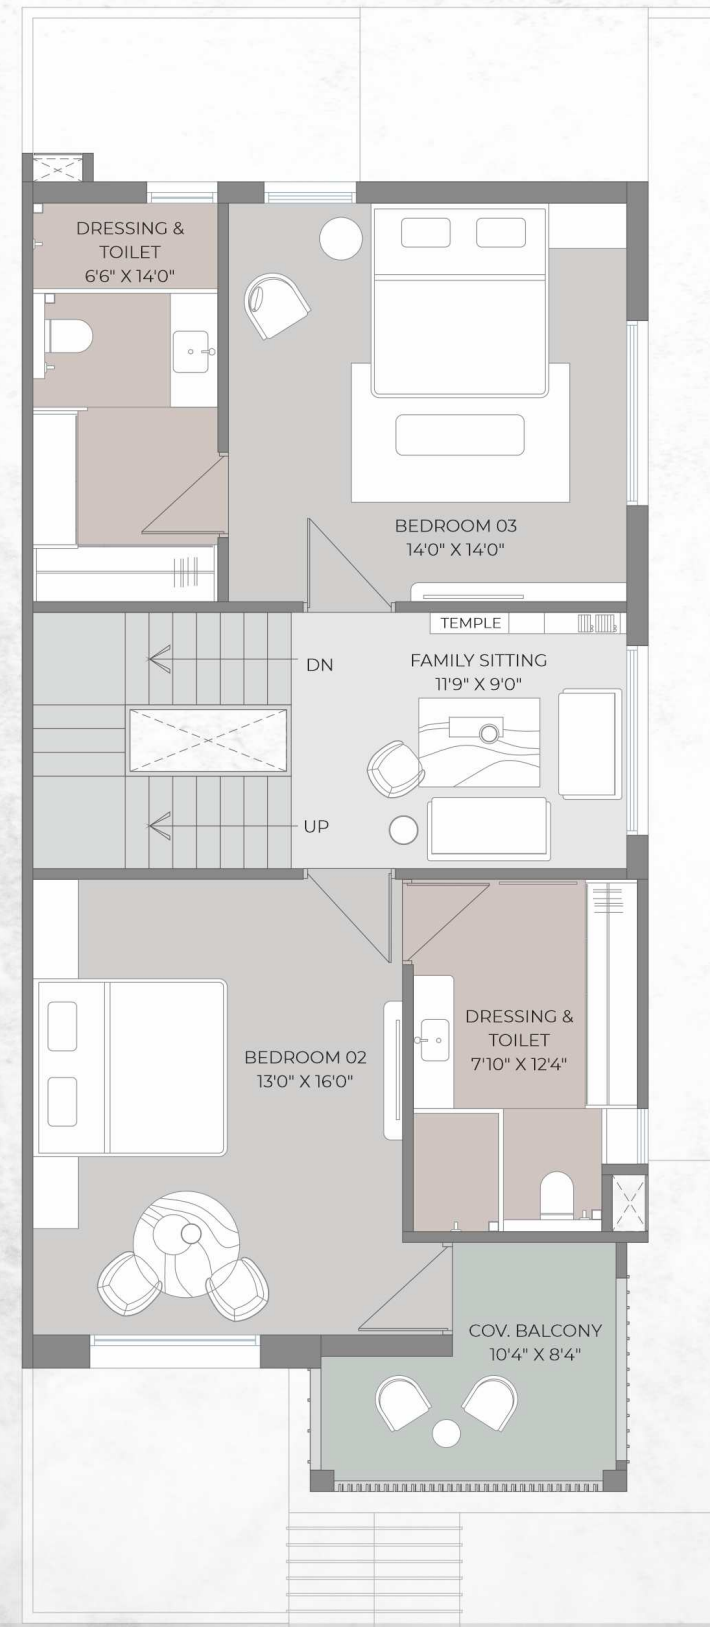 DRESSING &
TOILET
6'6" X 14'0"
BEDROOM 03
14'0" X 14'0"
TEMPLE
FAMILY SITTING
11'9" X 9'0"
DN
UP
DRESSING &
TOILET
7'10" X 12'4"
BEDROOM 02
13'0" X 16'0"
COV. BALCONY
10'4" X 8'4"